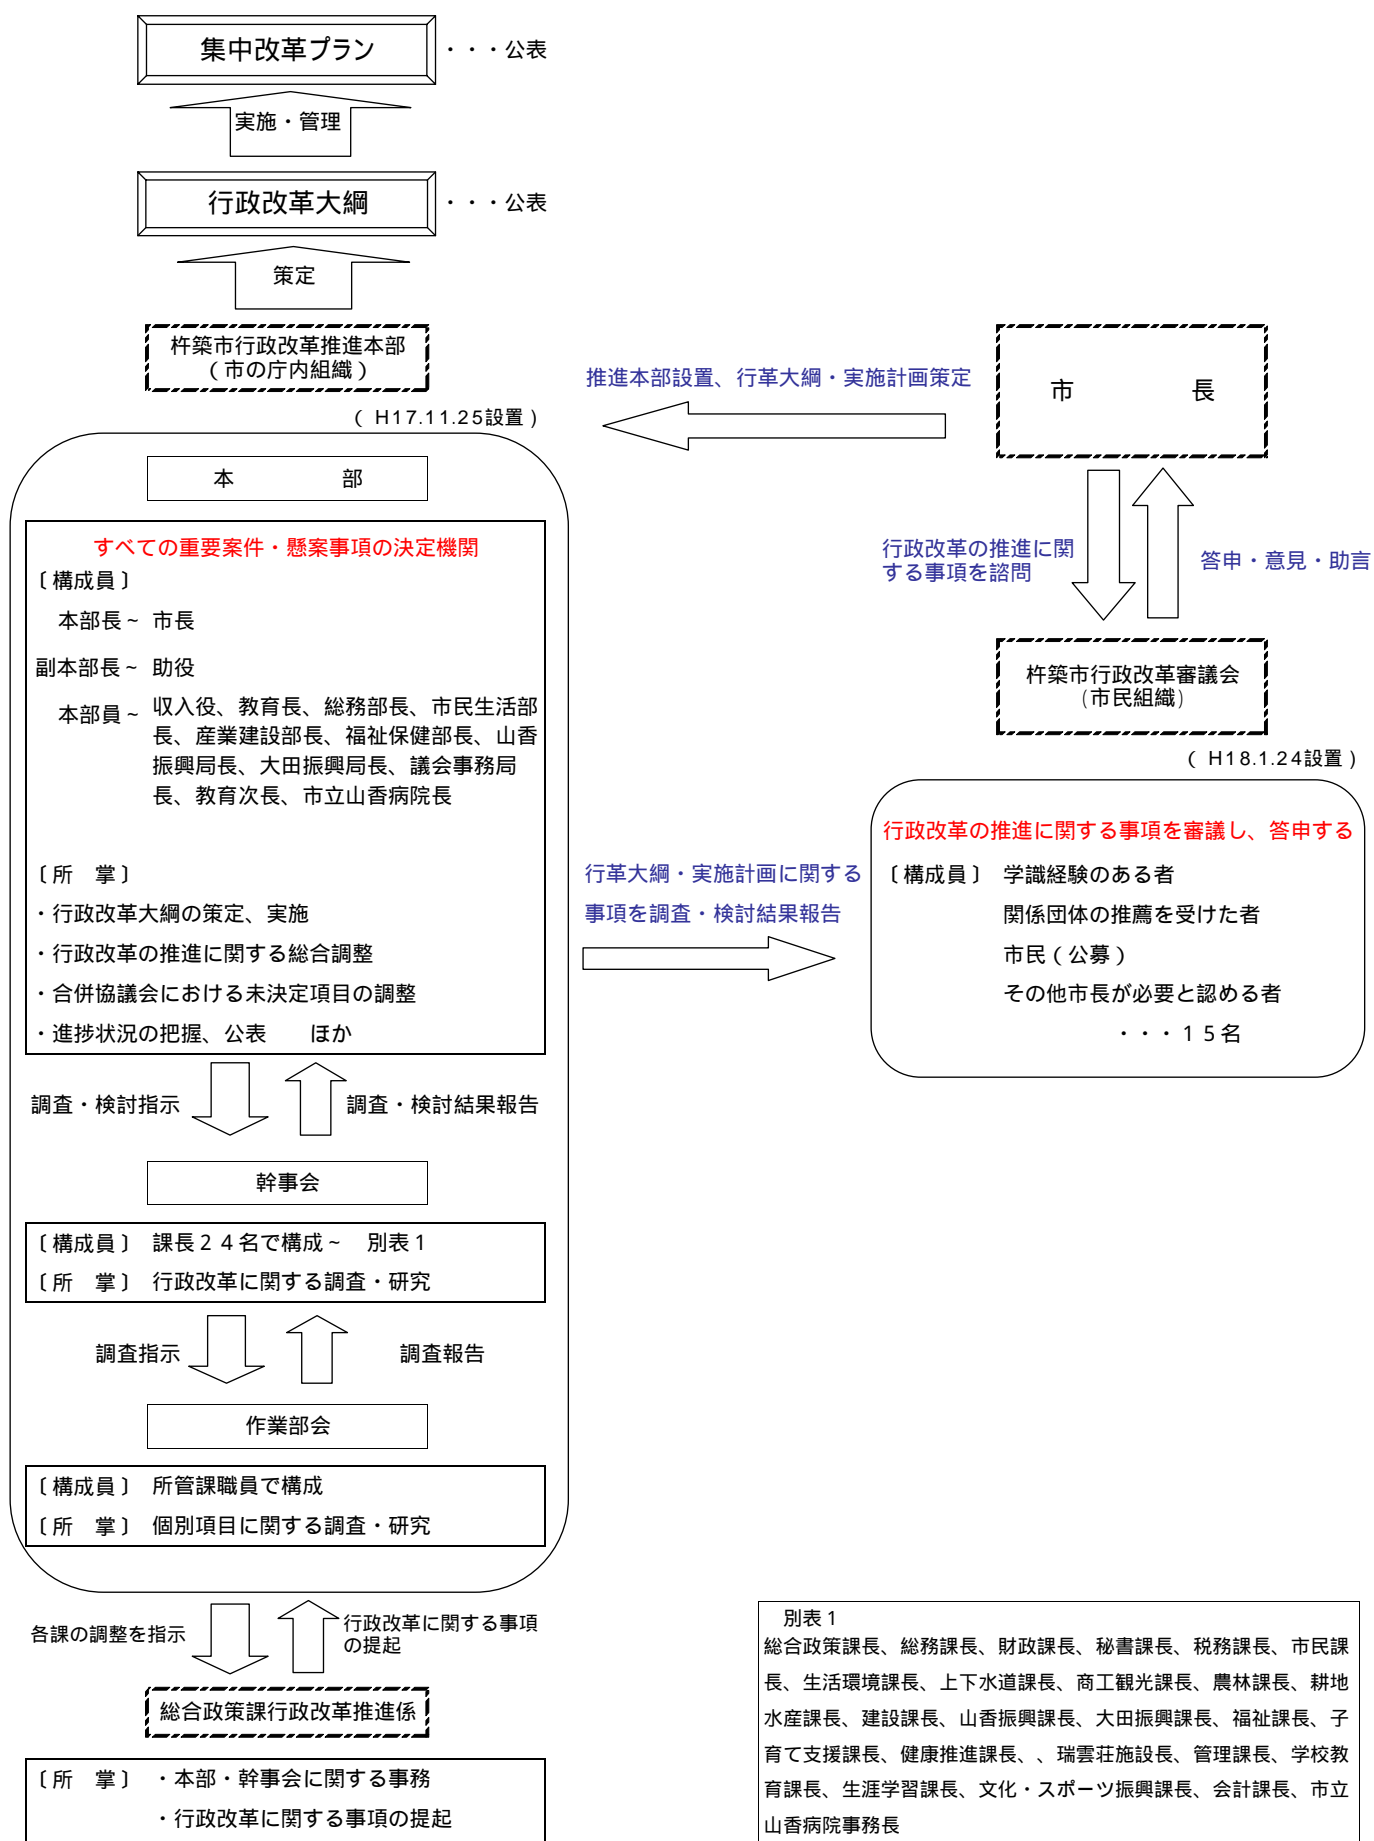 集中改革プラン
・・・公表
実施・管理
行政改革大綱
・・・公表
策定
杵築市行政改革推進本部
（市の庁内組織）
（ H17.11.25設置）
推進本部設置、行革大綱・実施計画策定
市　　　長
本　　　部
すべての重要案件・懸案事項の決定機関
〔構成員〕
本部長～ 市長
副本部長～ 助役
本部員～ 収入役、教育長、総務部長、市民生活部
長、産業建設部長、福祉保健部長、山香
振興局長、大田振興局長、議会事務局
長、教育次長、市立山香病院長
〔所　掌〕
・行政改革大綱の策定、実施
・行政改革の推進に関する総合調整
・合併協議会における未決定項目の調整
・進捗状況の把握、公表　　ほか
行政改革の推進に関
する事項を諮問
答申・意見・助言
杵築市行政改革審議会
（市民組織）
（ H18.1.24設置）
行政改革の推進に関する事項を審議し、答申する
〔構成員〕 学識経験のある者
関係団体の推薦を受けた者
市民（公募）
その他市長が必要と認める者
・・・１５名
行革大綱・実施計画に関する
事項を調査・検討結果報告
調査・検討指示
調査・検討結果報告
幹事会
〔構成員〕 課長２４名で構成～　別表１
〔所　掌〕 行政改革に関する調査・研究
調査指示
調査報告
作業部会
〔構成員〕 所管課職員で構成
〔所　掌〕 個別項目に関する調査・研究
各課の調整を指示
行政改革に関する事項
の提起
総合政策課行政改革推進係
〔所　掌〕 ・本部・幹事会に関する事務
・行政改革に関する事項の提起
別表１
総合政策課長、総務課長、財政課長、秘書課長、税務課長、市民課
長、生活環境課長、上下水道課長、商工観光課長、農林課長、耕地
水産課長、建設課長、山香振興課長、大田振興課長、福祉課長、子
育て支援課長、健康推進課長、、瑞雲荘施設長、管理課長、学校教
育課長、生涯学習課長、文化・スポーツ振興課長、会計課長、市立
山香病院事務長